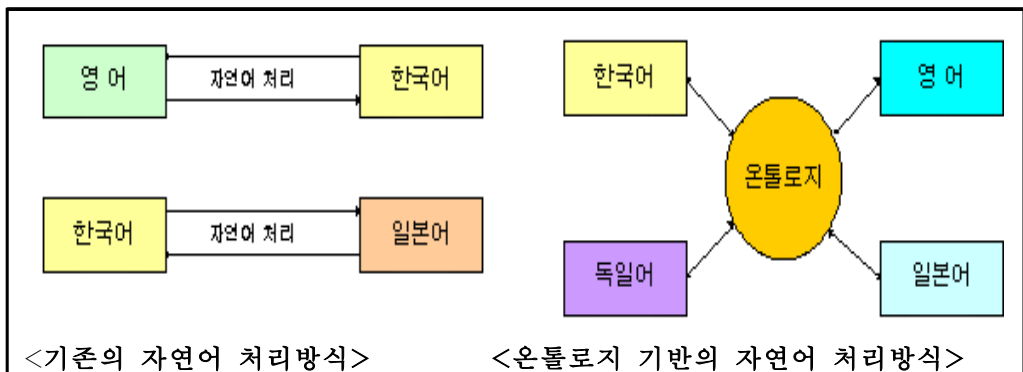 영 어
자연어 처리
한국어
한국어
자연어 처리
일본어
<기존의 자연어 처리방식>
한국어
영 어
온톨로지
독일어
일본어
<온톨로지 기반의 자연어 처리방식>